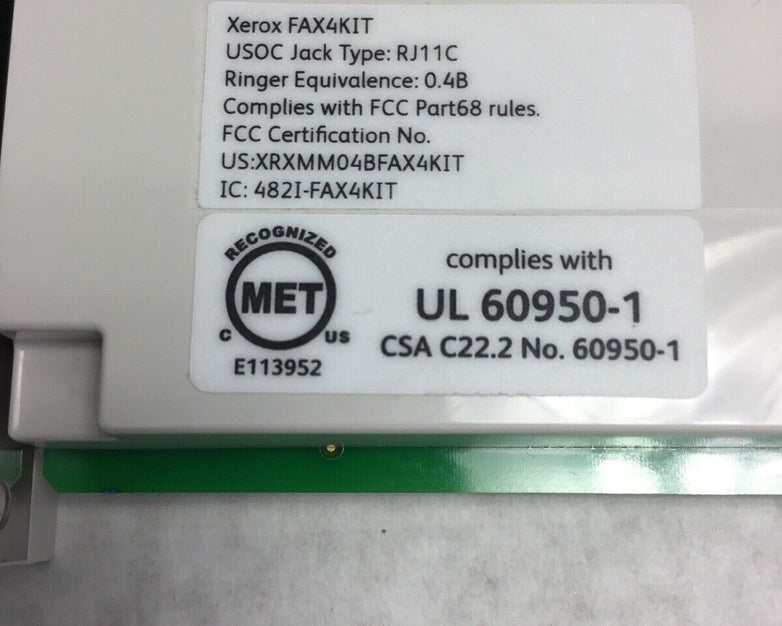 Xerox FAX4KIT
USOC Jack Type: RJ11C
Ringer Equivalence: 0.4B
Complies with FCC Part68 rules.
FCC Certification No.
US:XRXMM04BFAX4KIT
IC: 482I-FAX4KIT
RECOGNIZED
MET
C US
E113952
complies with
UL 60950-1
CSA C22.2 No. 60950-1